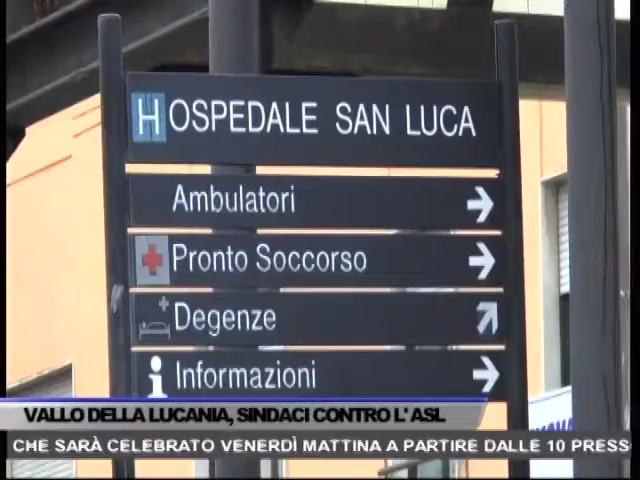 HOSPEDALE SAN LUCA
Ambulatori
Pronto Soccorso
Degenze
i Informazioni
VALLO DELLA LUCANIA, SINDACI CONTRO L' ASL
CHE SARÀ CELEBRATO VENERDÌ MATTINA A PARTIRE DALLE 10 PRESS